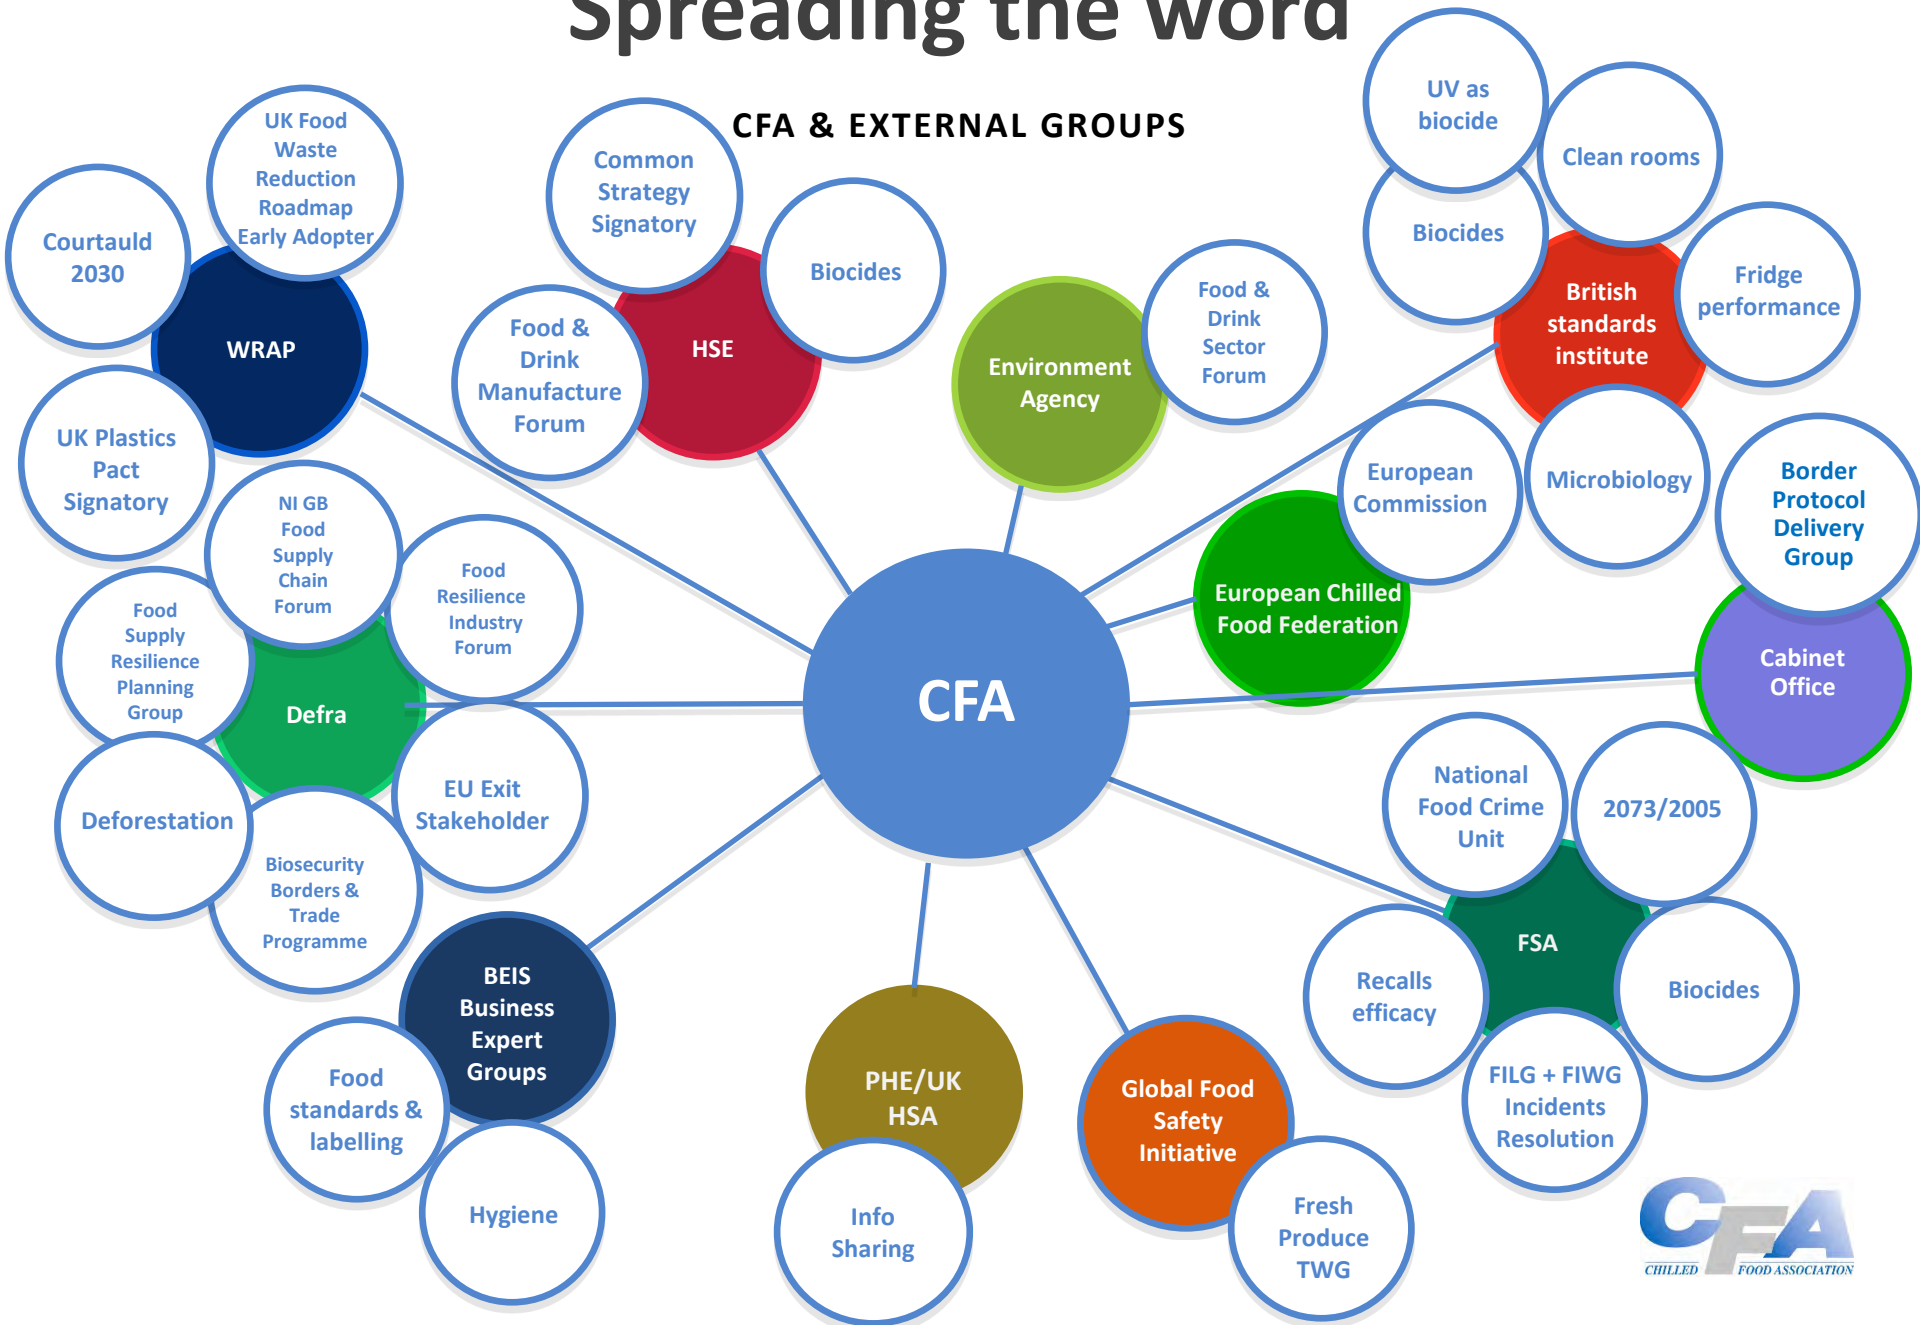 Spreading the word
CFA & EXTERNAL GROUPS
UK Food
Waste
Reduction
Roadmap
Early Adopter
Courtauld
2030
WRAP
UK Plastics
Pact
Signatory
Common
Strategy
Signatory
Biocides
Food &
Drink
Manufacture
Forum
HSE
Environment
Agency
Food &
Drink
Sector
Forum
UV as
biocide
Clean rooms
Biocides
British
standards
institute
Fridge
performance
Microbiology
European
Commission
European Chilled
Food Federation
Border
Protocol
Delivery
Group
Cabinet
Office
NI GB
Food
Supply
Chain
Forum
Food
Resilience
Industry
Forum
Food
Supply
Resilience
Planning
Group
Defra
Deforestation
EU Exit
Stakeholder
Biosecurity
Borders &
Trade
Programme
CFA
National
Food Crime
Unit
2073/2005
FSA
Recalls
efficacy
Biocides
FILG + FIWG
Incidents
Resolution
BEIS
Business
Expert
Groups
Food
standards &
labelling
Hygiene
PHE/UK
HSA
Info
Sharing
Global Food
Safety
Initiative
Fresh
Produce
TWG
CFA
CHILLED FOOD ASSOCIATION